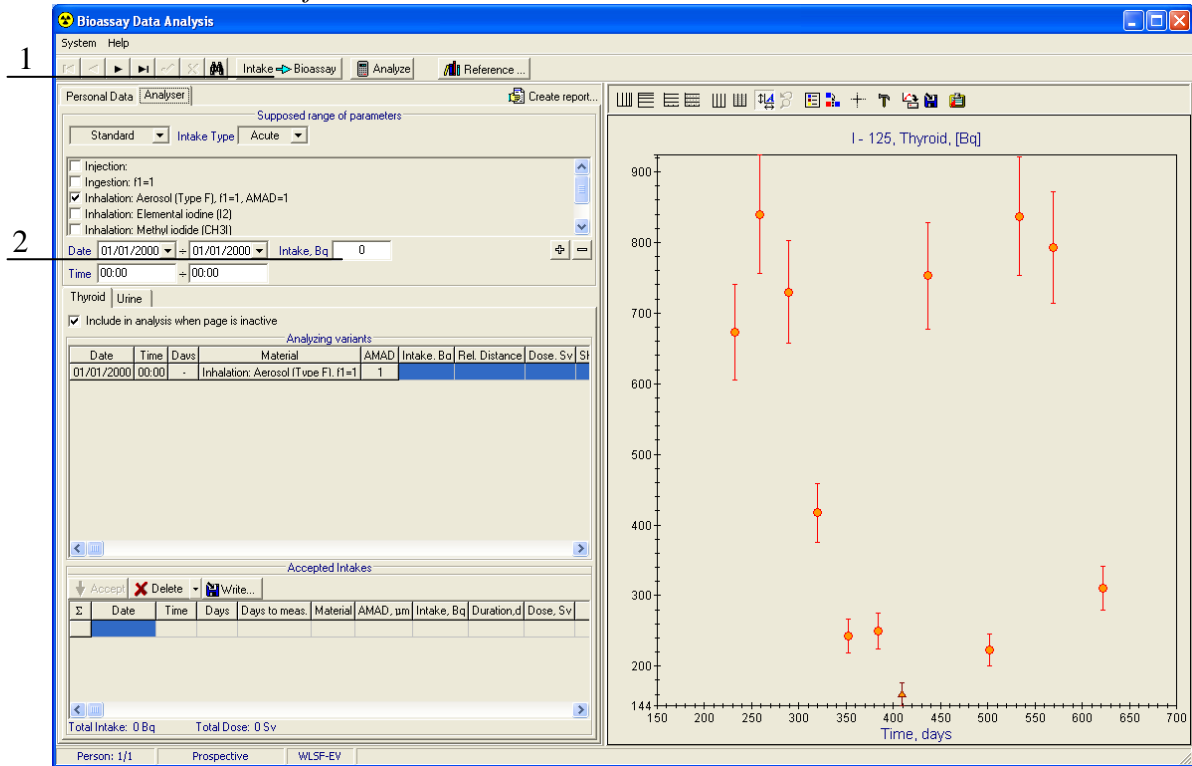 Bioassay Data Analysis
System Help
1
Intake Bioassay Analyze Reference ...
Personal Data Analyser Create report...
Supposed range of parameters
Standard Intake Type Acute
Injection:
Ingestion: f1=1
Inhalation: Aerosol (Type F), f1=1, AMAD=1
Inhalation: Elemental iodine (I2)
Inhalation: Methyl iodide (CH3I)
2
Date 01/01/2000 ÷ 01/01/2000 Intake, Bq 0
Time 00:00 ÷ 00:00
Thyroid Urine
Include in analysis when page is inactive
Analyzing variants
Date Time Days Material AMAD Intake. Bq Rel. Distance Dose. Sv
01/01/2000 00:00 - Inhalation: Aerosol (Type F). f1=1 1
Accepted Intakes
Accept Delete Write...
Σ Date Time Days Days to meas. Material AMAD, µm Intake, Bq Duration,d Dose, Sv
Total Intake: 0 Bq Total Dose: 0 Sv
Person: 1/1 Prospective WLSF-EV
I - 125, Thyroid, [Bq]
900
800
700
600
500
400
300
200
144
150 200 250 300 350 400 450 500 550 600 650 700
Time, days